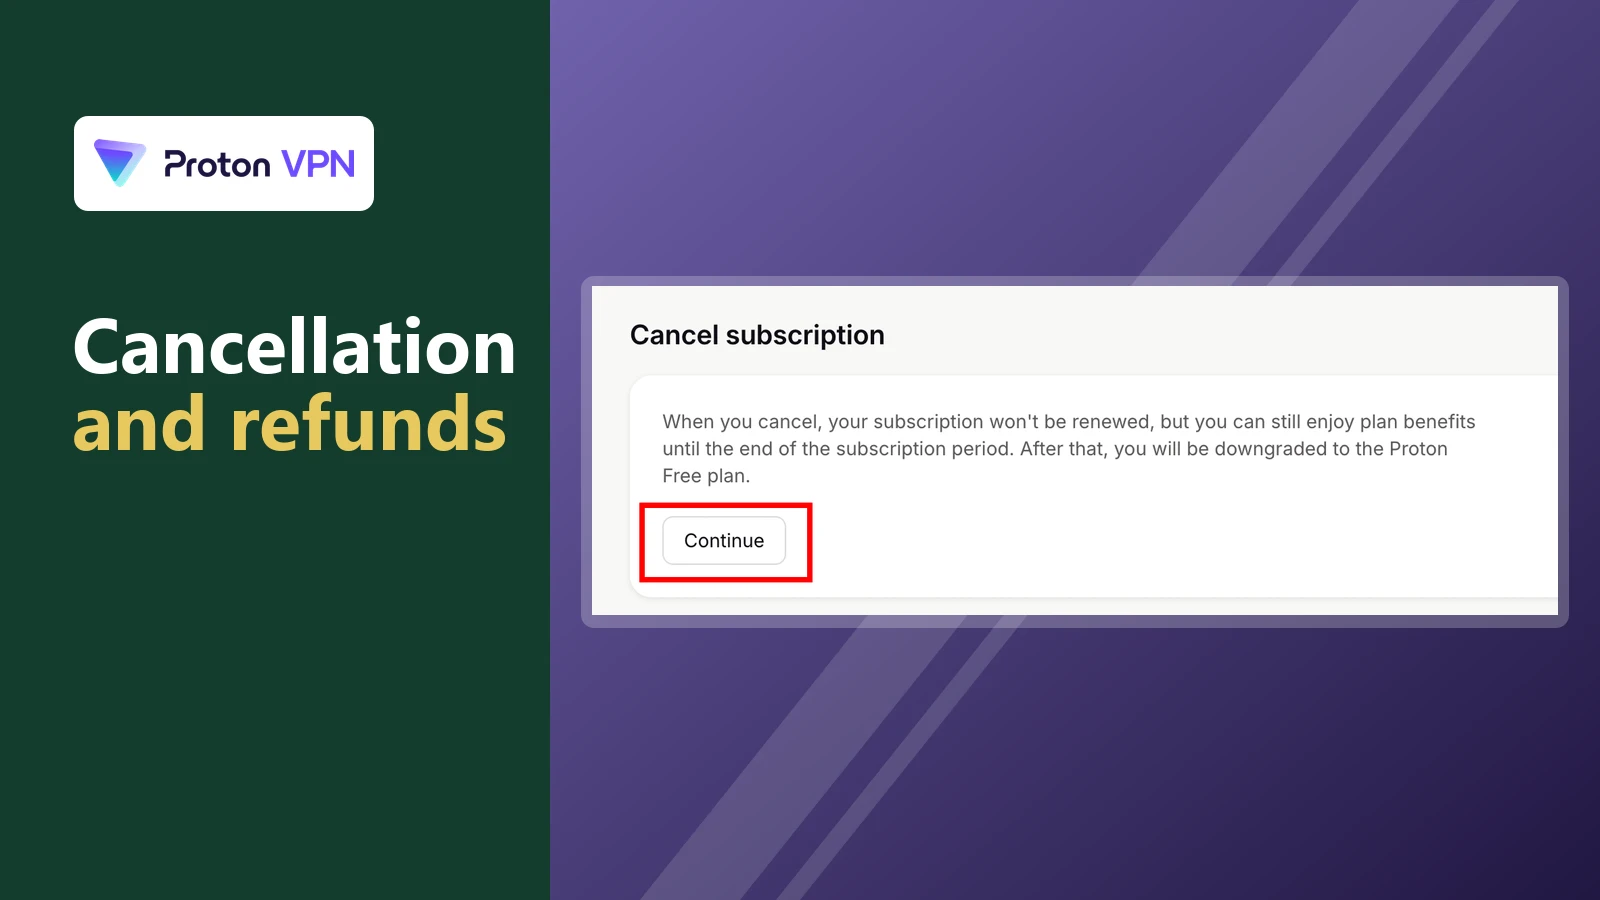 Proton VPN
Cancellation
and refunds
Cancel subscription
When you cancel, your subscription won't be renewed, but you can still enjoy plan benefits
until the end of the subscription period. After that, you will be downgraded to the Proton
Free plan.
Continue